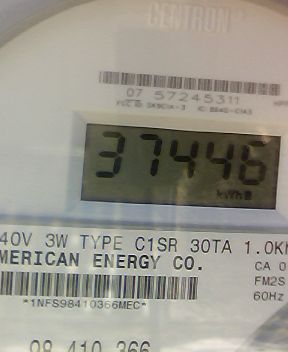 CENTRON
07 57245311
37446
kWh
40V 3W TYPE C1SR 30TA 1.0K
MERICAN ENERGY CO.
CA 0
FM2S
60Hz
*1NFS98410366MEC*
98 410 366